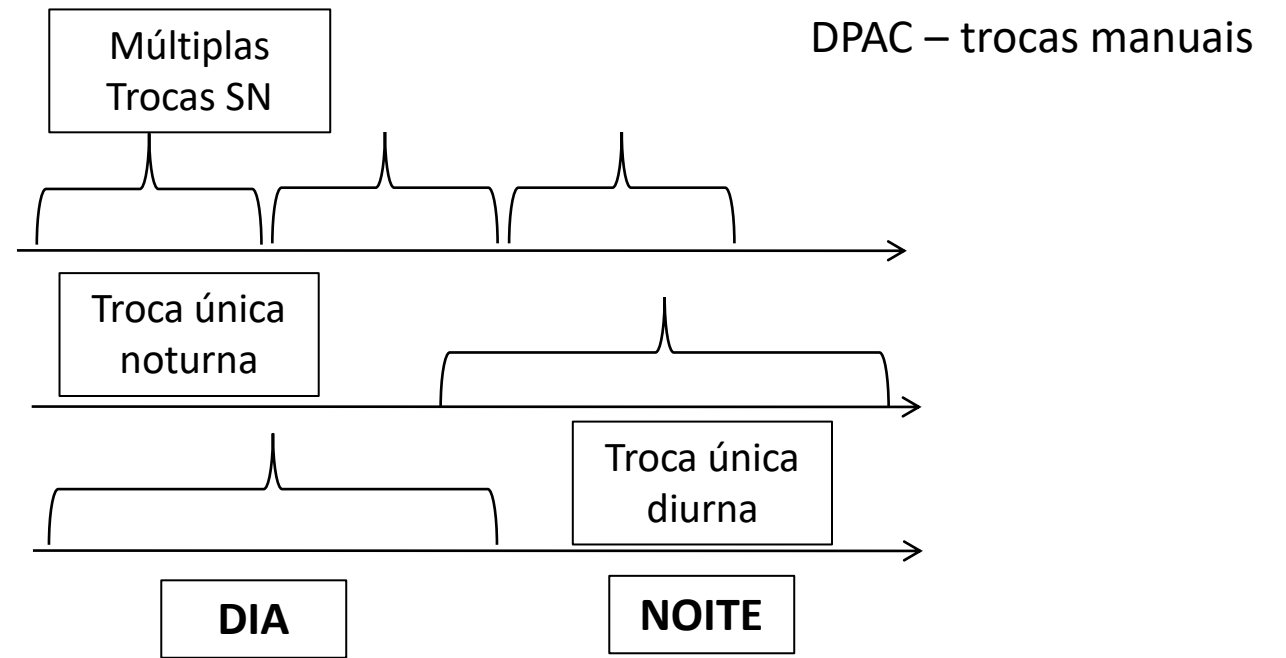 DPAC – trocas manuais
Múltiplas
Trocas SN
Troca única
noturna
Troca única
diurna
DIA
NOITE